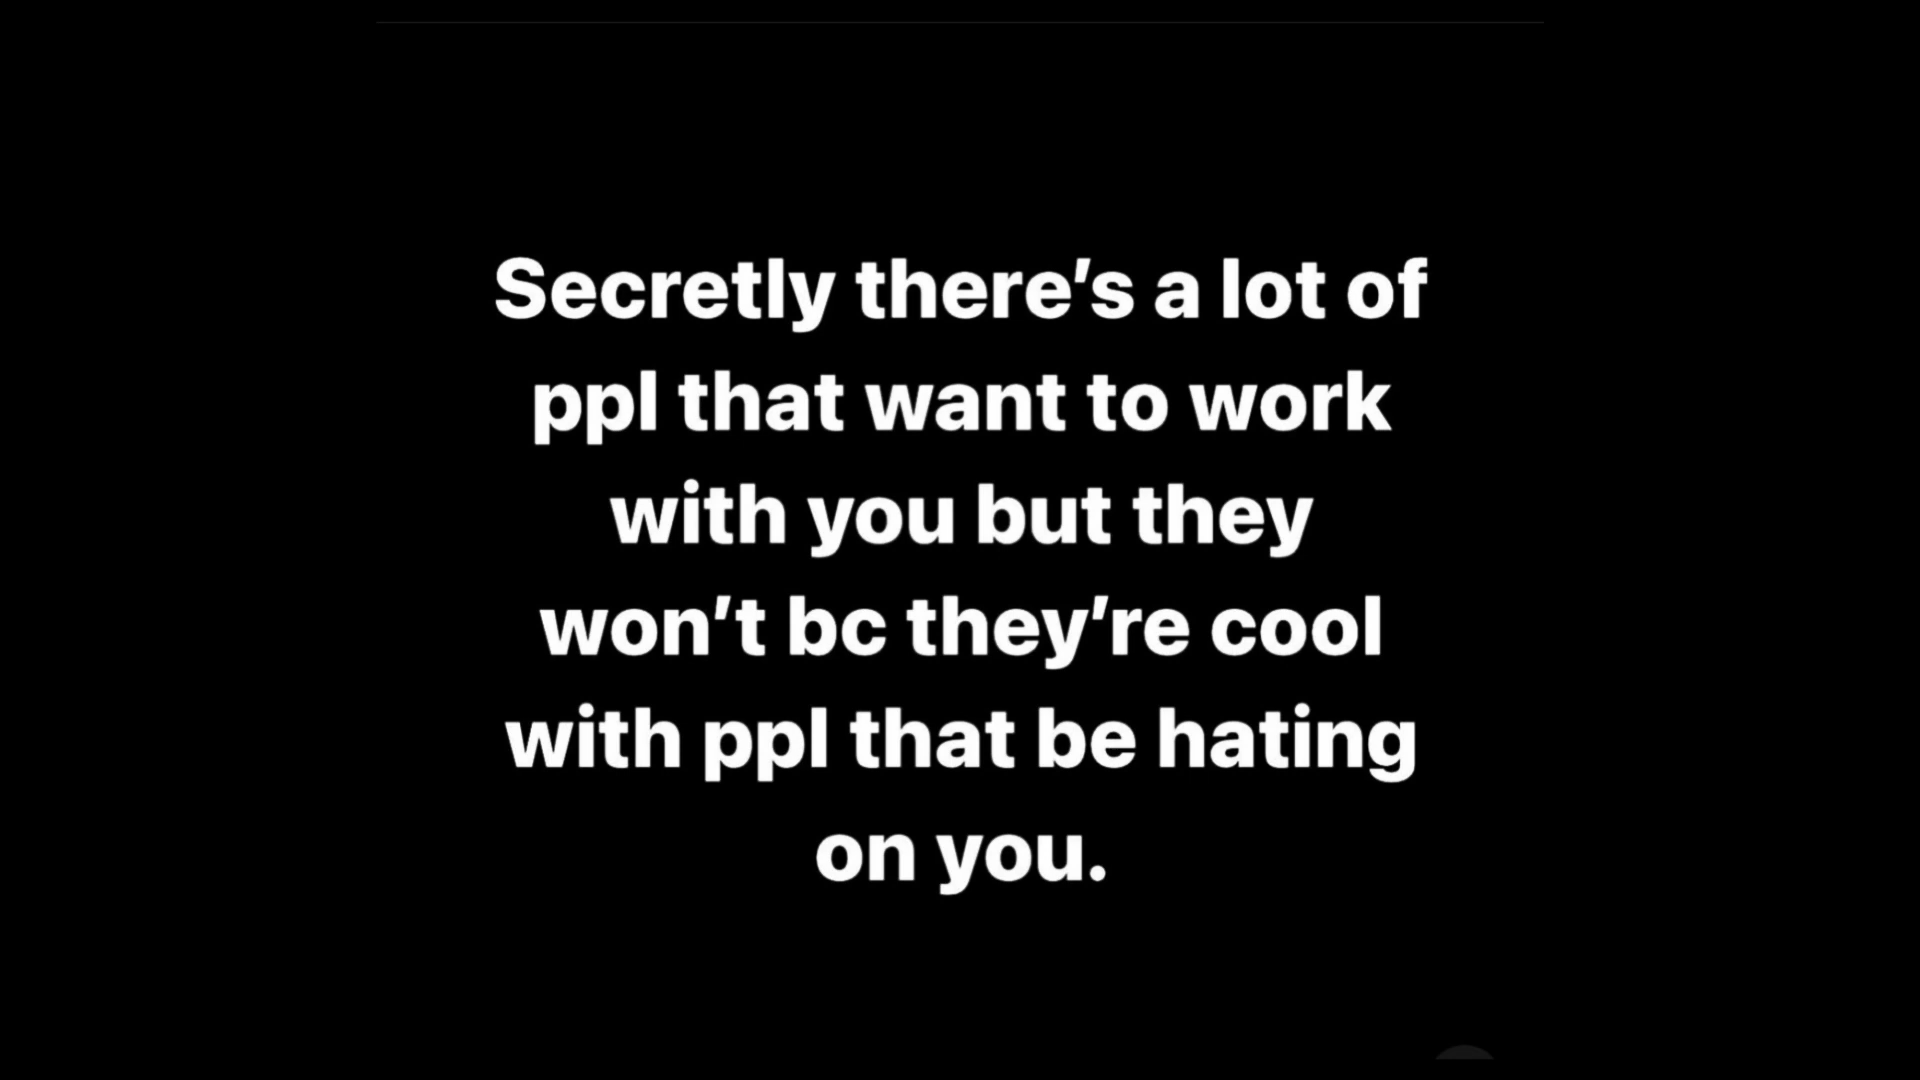 Secretly there’s a lot of
ppl that want to work
with you but they
won’t bc they’re cool
with ppl that be hating
on you.